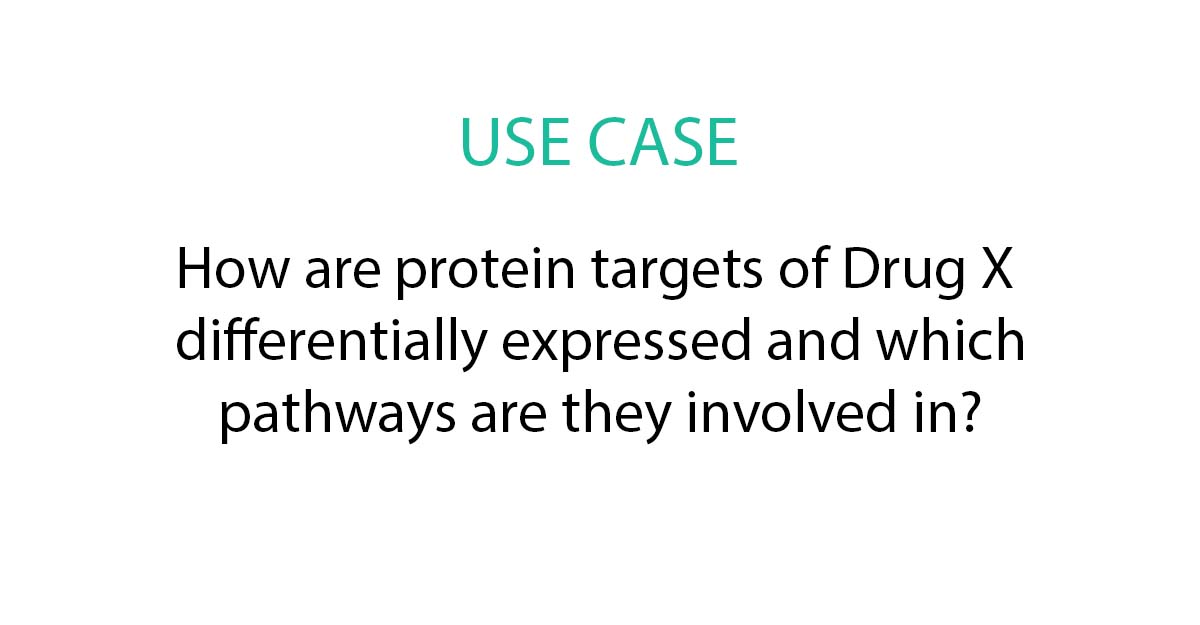 USE CASE
How are protein targets of Drug X
differentially expressed and which
pathways are they involved in?